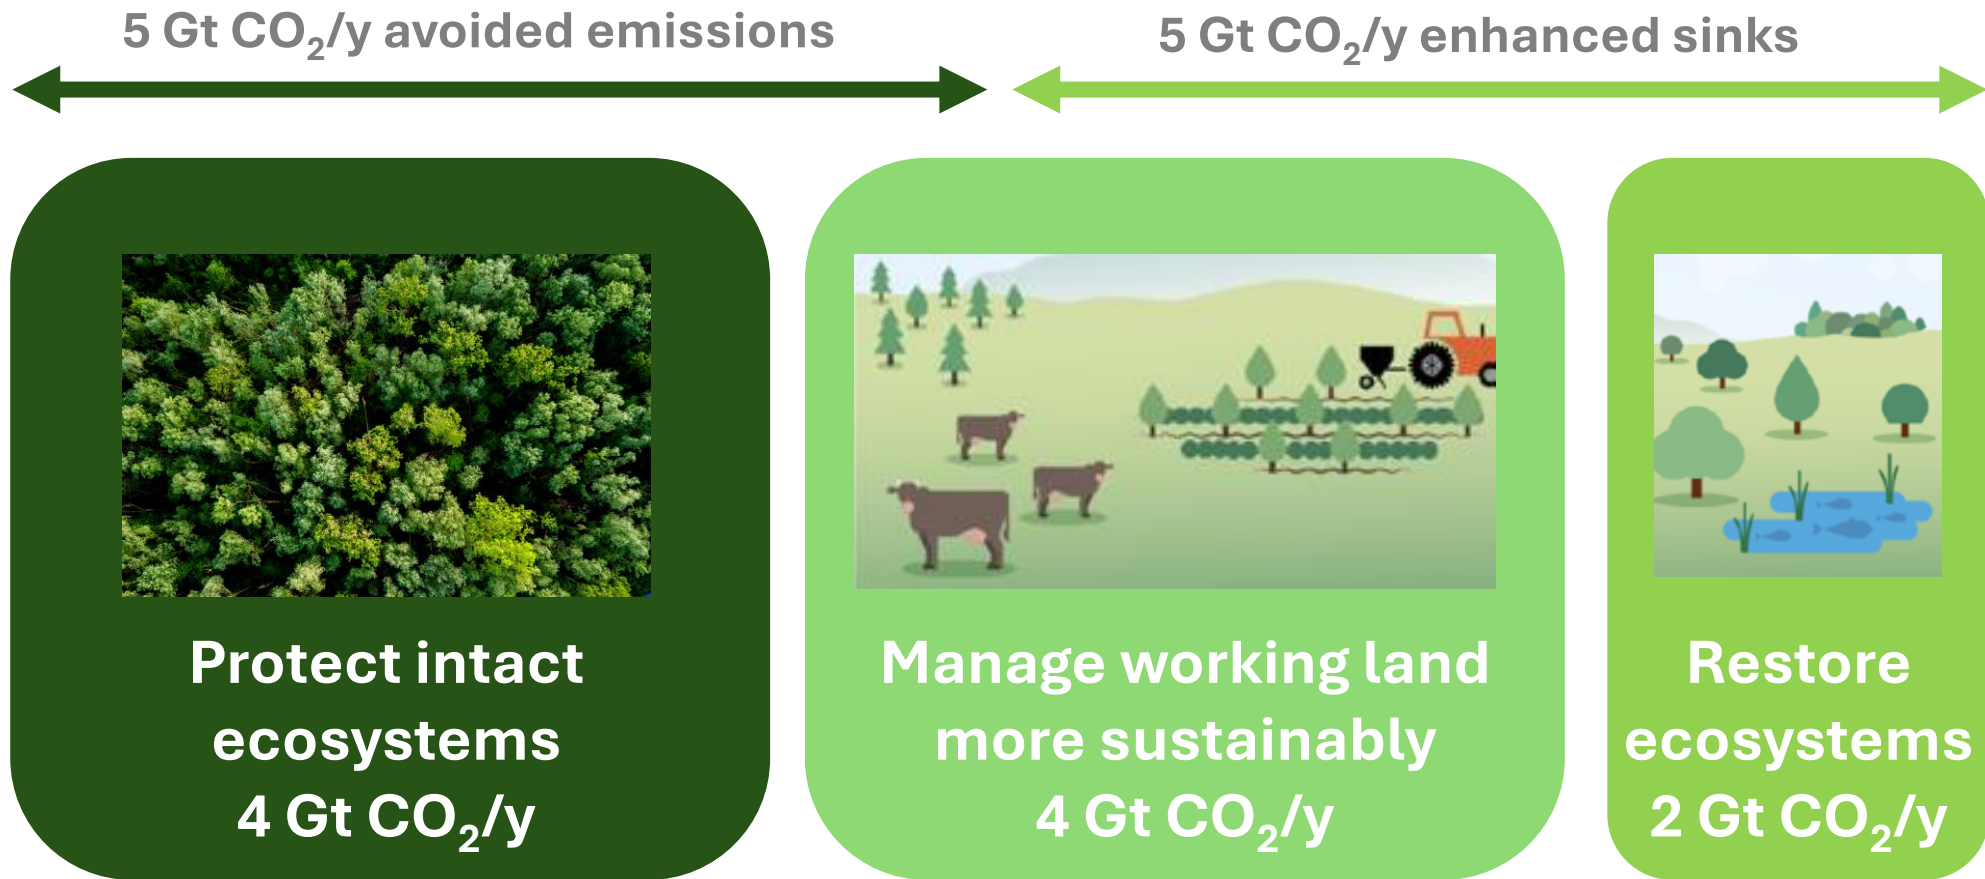 5 Gt CO₂/y avoided emissions
5 Gt CO₂/y enhanced sinks
Protect intact
ecosystems
4 Gt CO₂/y
Manage working land
more sustainably
4 Gt CO₂/y
Restore
ecosystems
2 Gt CO₂/y